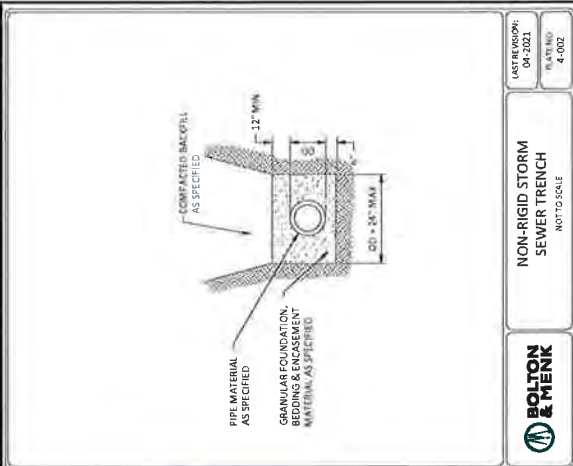 COMPACTED BACKFILL
AS SPECIFIED
12" MIN
OD
6"
OD + 24" MAX
PIPE MATERIAL
AS SPECIFIED
GRANULAR FOUNDATION,
BEDDING & ENCASEMENT
MATERIAL AS SPECIFIED
BOLTON
& MENK
NON-RIGID STORM
SEWER TRENCH
NOT TO SCALE
LAST REVISION:
04-2021
PLATE NO.
4-002